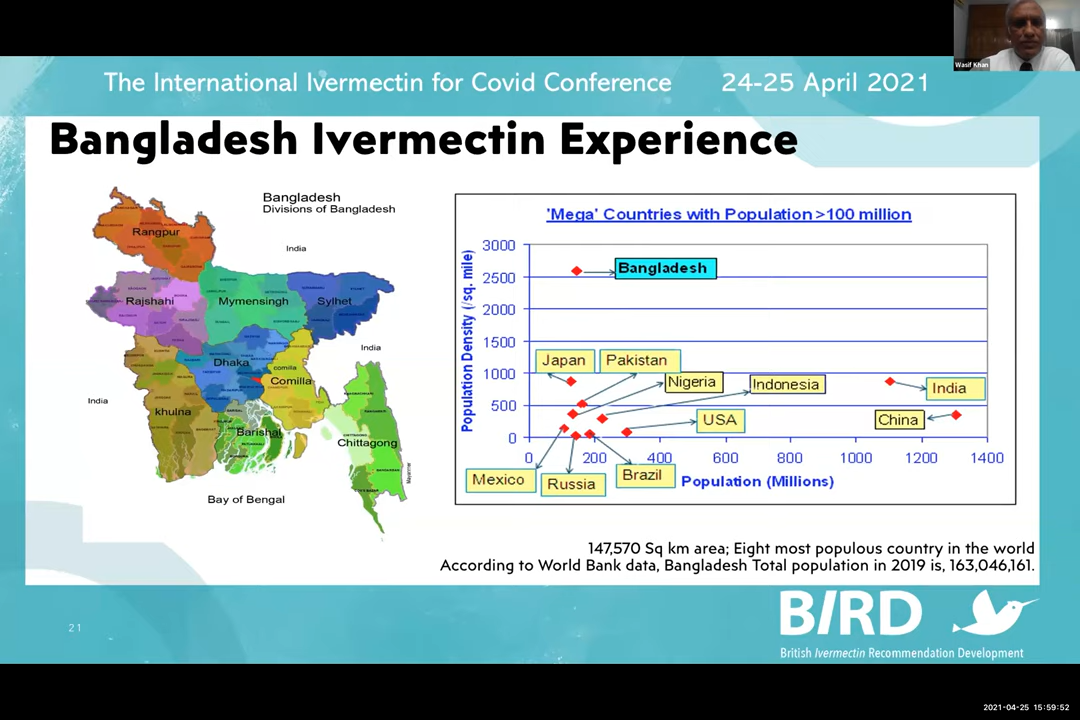 Wasif Khan
The International Ivermectin for Covid Conference 24-25 April 2021
Bangladesh Ivermectin Experience
Bangladesh
Divisions of Bangladesh
India
Rangpur
Rajshahi
Mymensingh
Sylhet
India
Dhaka
comilla
Comilla
India
khulna
Barishal
Chittagong
Myanmar
Bay of Bengal
'Mega' Countries with Population >100 million
Population Density (/sq. mile)
3000
2500
2000
1500
1000
500
0
Bangladesh
Japan
Pakistan
Nigeria
Indonesia
India
USA
China
0 200 400 600 800 1000 1200 1400
Mexico
Russia
Brazil
Population (Millions)
147,570 Sq km area; Eight most populous country in the world
According to World Bank data, Bangladesh Total population in 2019 is, 163,046,161.
21
BIRD
British Ivermectin Recommendation Development
2021-04-25 15:59:52